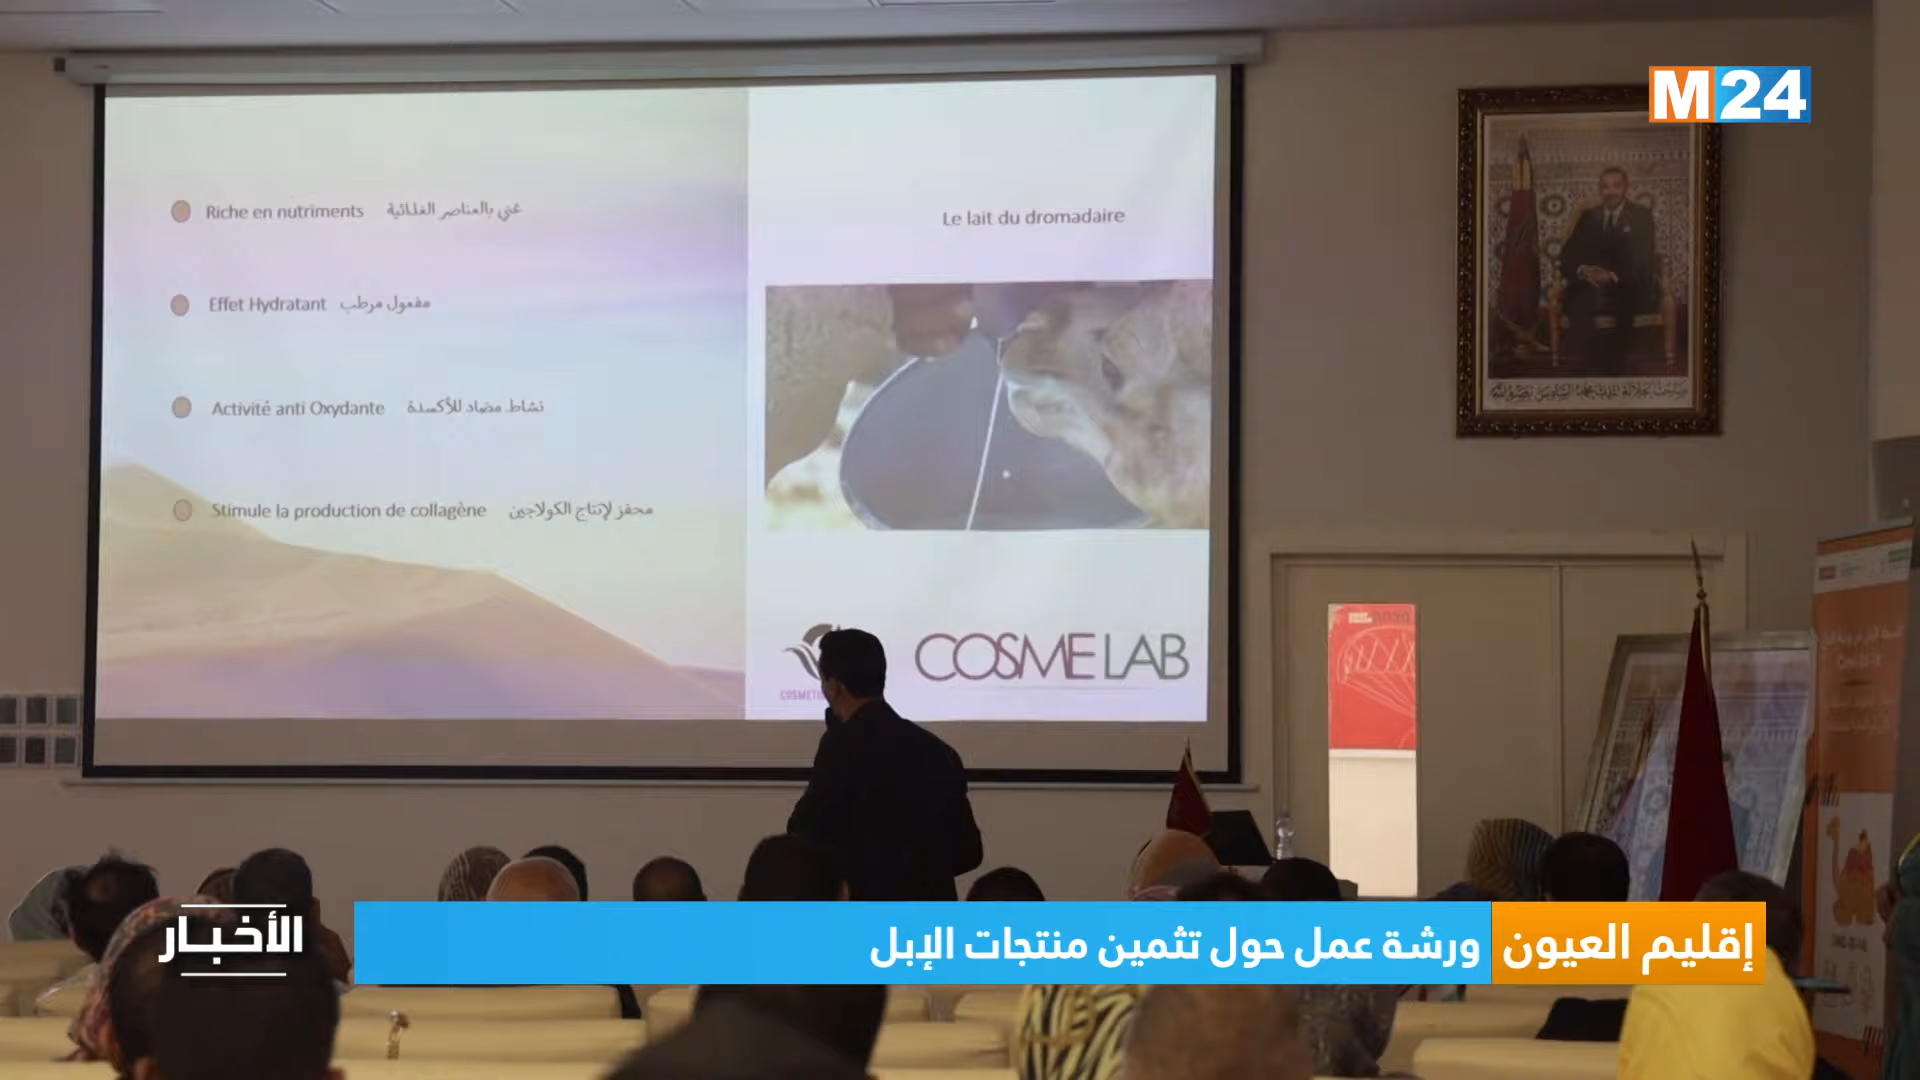 M24
Riche en nutriments غني بالعناصر الغذائية
Le lait du dromadaire
Effet Hydratant مفعول مرطب
Activité anti Oxydante نشاط مضاد للأكسدة
Stimule la production de collagène محفز لإنتاج الكولاجين
COSME LAB
إقليم العيون ورشة عمل حول تثمين منتجات الإبل
الأخبار